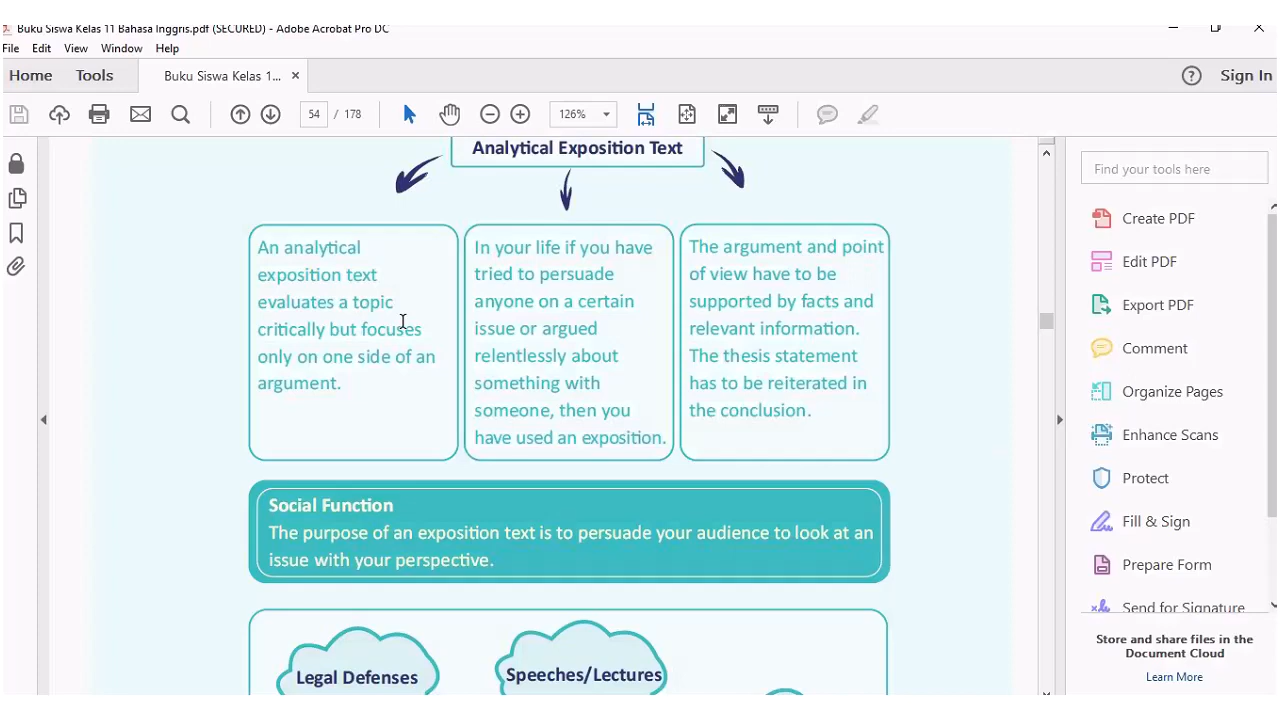 Buku Siswa Kelas 11 Bahasa Inggris.pdf (SECURED) - Adobe Acrobat Pro DC
File Edit View Window Help
Home Tools Buku Siswa Kelas 1... ×
Sign In
54 / 178
126%
Analytical Exposition Text
An analytical
exposition text
evaluates a topic
critically but focuses
only on one side of an
argument.
In your life if you have
tried to persuade
anyone on a certain
issue or argued
relentlessly about
something with
someone, then you
have used an exposition.
The argument and point
of view have to be
supported by facts and
relevant information.
The thesis statement
has to be reiterated in
the conclusion.
Social Function
The purpose of an exposition text is to persuade your audience to look at an
issue with your perspective.
Legal Defenses
Speeches/Lectures
Find your tools here
Create PDF
Edit PDF
Export PDF
Comment
Organize Pages
Enhance Scans
Protect
Fill & Sign
Prepare Form
Send for Signature
Store and share files in the
Document Cloud
Learn More